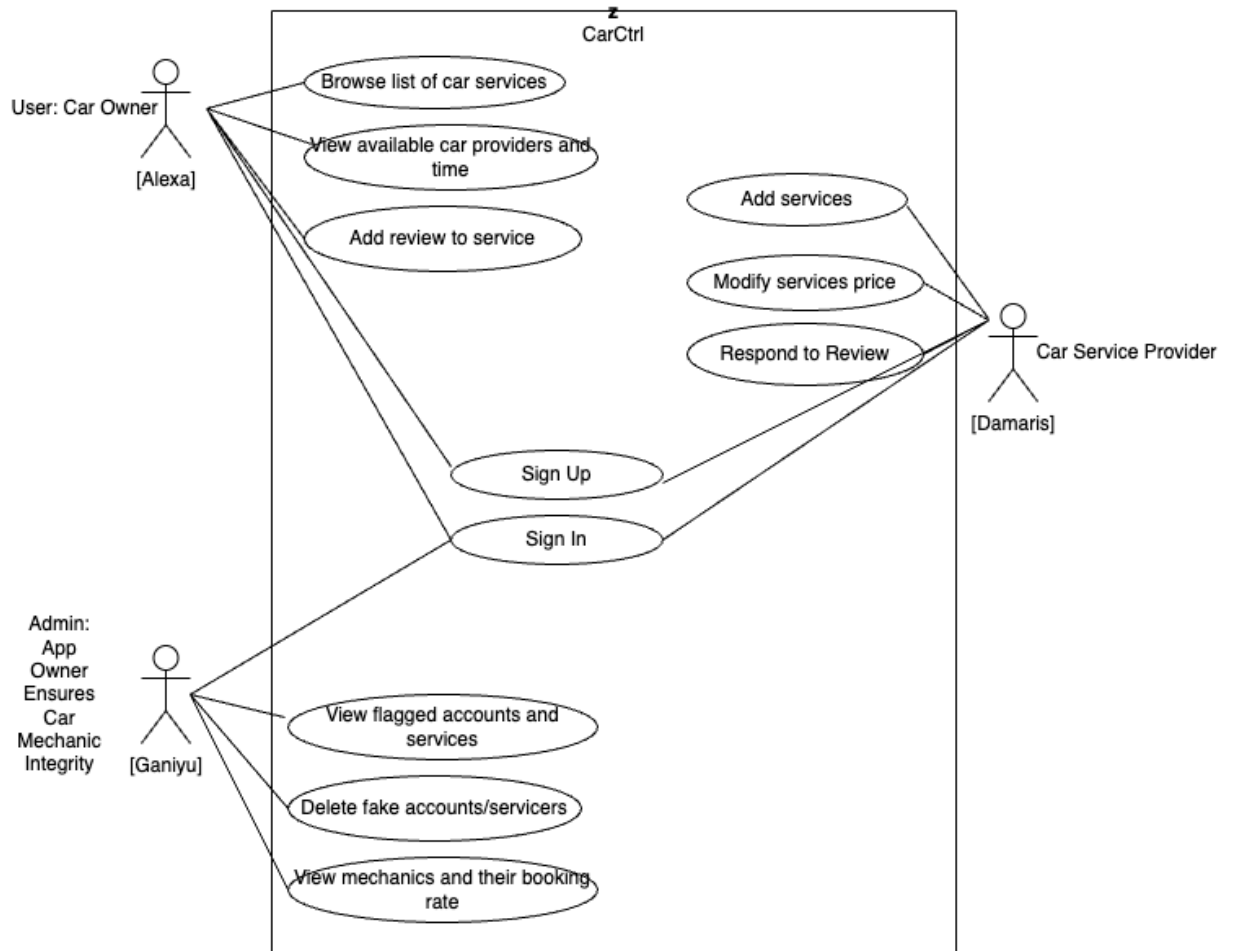 z
CarCtrl
Browse list of car services
User: Car Owner
View available car providers and
time
[Alexa]
Add review to service
Add services
Modify services price
Respond to Review
Car Service Provider
[Damaris]
Sign Up
Sign In
Admin:
App
Owner
Ensures
Car
Mechanic
Integrity
[Ganiyu]
View flagged accounts and
services
Delete fake accounts/servicers
View mechanics and their booking
rate